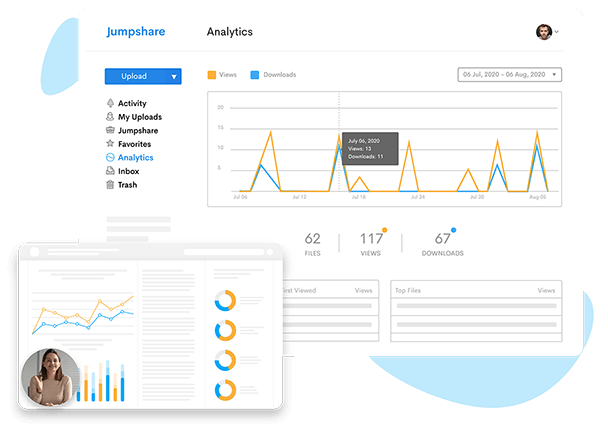 Jumpshare
Analytics
Upload
Activity
My Uploads
Jumpshare
Favorites
Analytics
Inbox
Trash
Views
Downloads
06 Jul, 2020 – 06 Aug, 2020
20
15
10
5
July 06, 2020
Views: 13
Downloads: 11
Jul 06
Jul 12
Jul 18
Jul 24
Jul 30
Aug 05
62
FILES
117
VIEWS
67
DOWNLOADS
First Viewed
Views
Top Files
Views